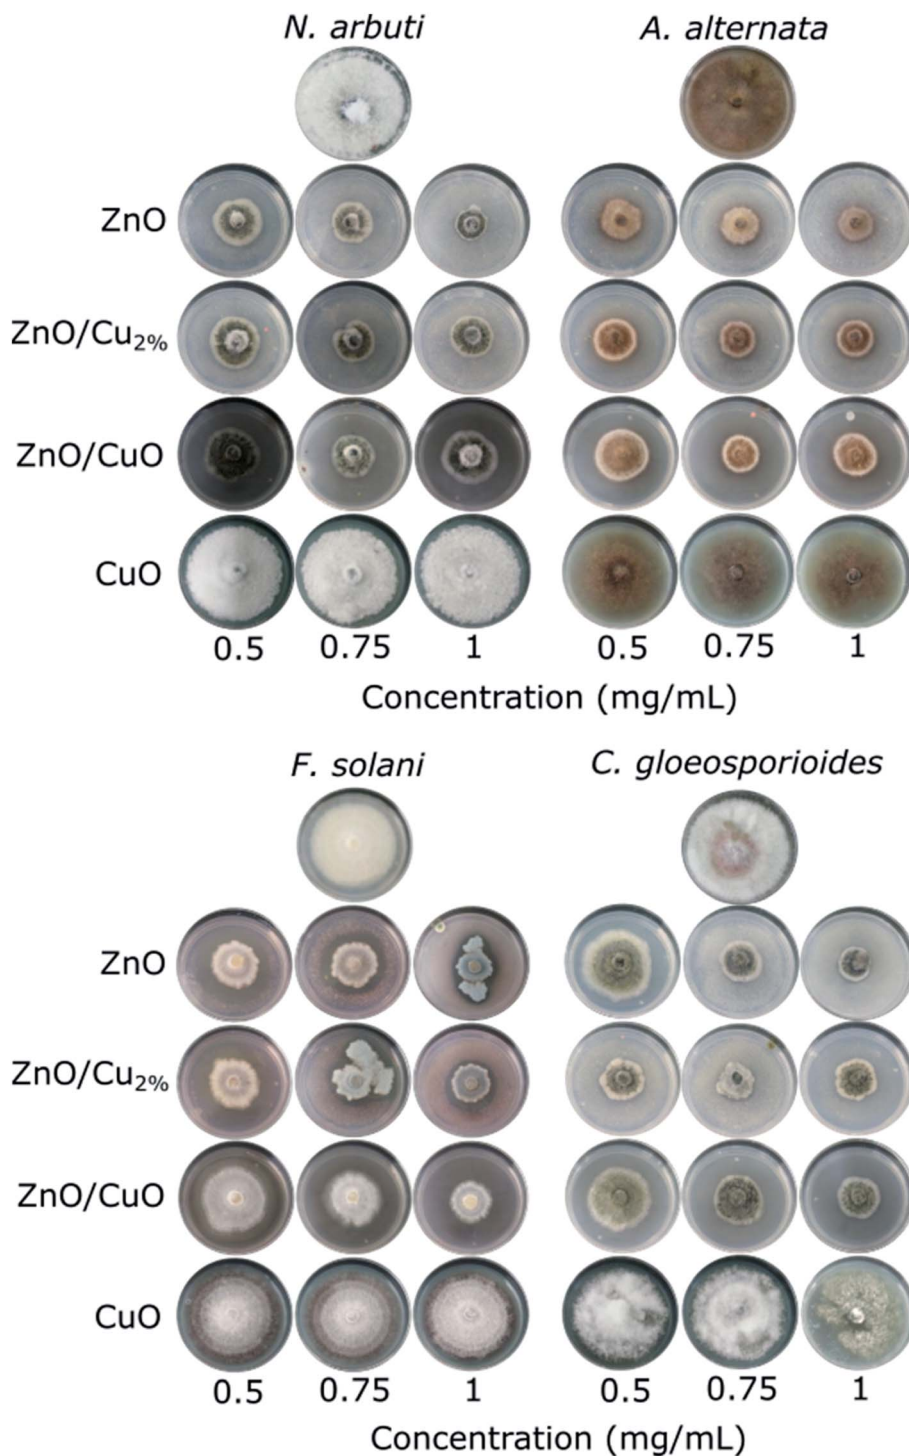 N. arbuti A. alternata
ZnO
ZnO/Cu2%
ZnO/CuO
CuO
0.5 0.75 1 0.5 0.75 1
Concentration (mg/mL)
F. solani C. gloeosporioides
ZnO
ZnO/Cu2%
ZnO/CuO
CuO
0.5 0.75 1 0.5 0.75 1
Concentration (mg/mL)